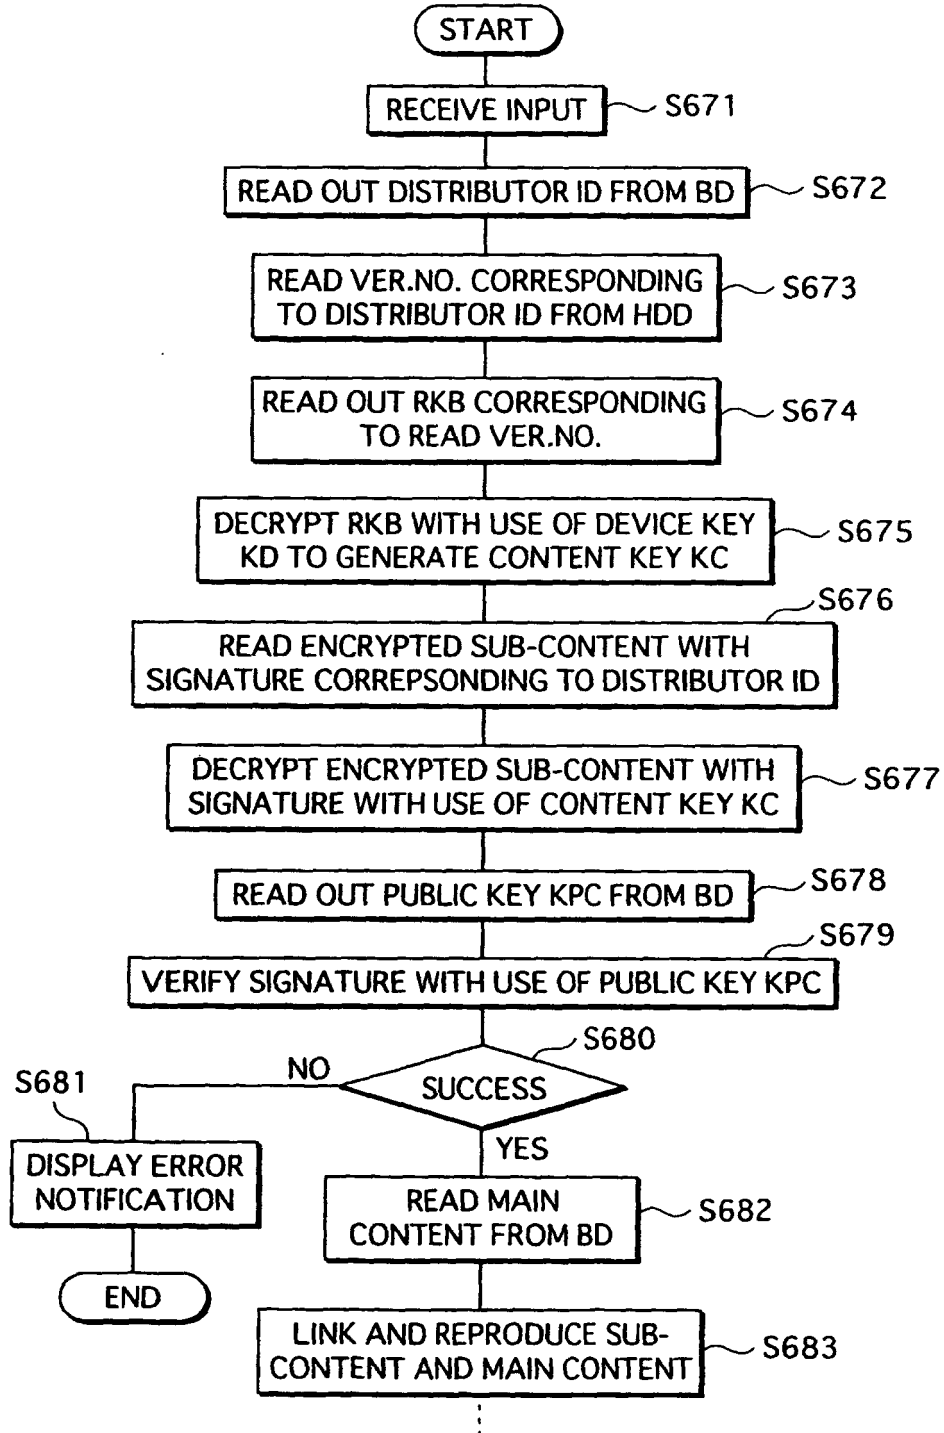 START
RECEIVE INPUT
S671
READ OUT DISTRIBUTOR ID FROM BD
S672
READ VER.NO. CORRESPONDING
TO DISTRIBUTOR ID FROM HDD
S673
READ OUT RKB CORRESPONDING
TO READ VER.NO.
S674
DECRYPT RKB WITH USE OF DEVICE KEY
KD TO GENERATE CONTENT KEY KC
S675
S676
READ ENCRYPTED SUB-CONTENT WITH
SIGNATURE CORREPSONDING TO DISTRIBUTOR ID
DECRYPT ENCRYPTED SUB-CONTENT WITH
SIGNATURE WITH USE OF CONTENT KEY KC
S677
READ OUT PUBLIC KEY KPC FROM BD
S678
S679
VERIFY SIGNATURE WITH USE OF PUBLIC KEY KPC
S680
SUCCESS
NO
S681
DISPLAY ERROR
NOTIFICATION
END
YES
READ MAIN
CONTENT FROM BD
S682
LINK AND REPRODUCE SUB-
CONTENT AND MAIN CONTENT
S683